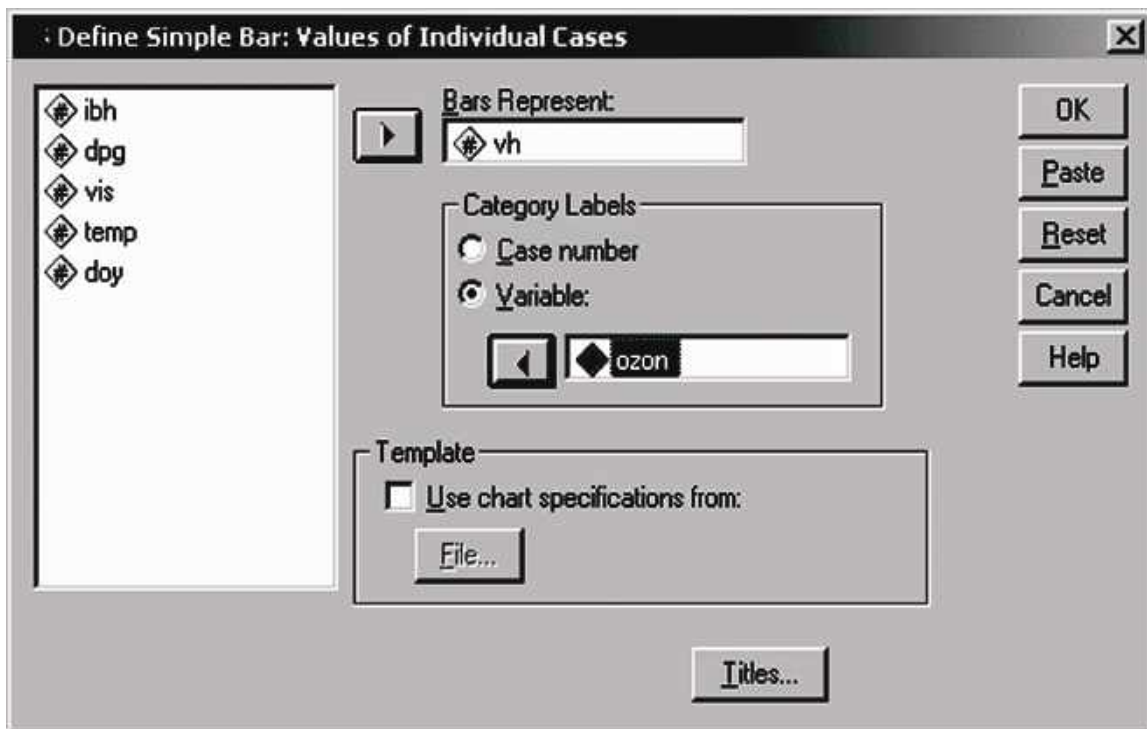 Define Simple Bar: Values of Individual Cases
# ibh
# dpg
# vis
# temp
# doy
Bars Represent:
# vh
Category Labels
Case number
Variable:
ozon
Template
Use chart specifications from:
File...
Titles...
OK
Paste
Reset
Cancel
Help